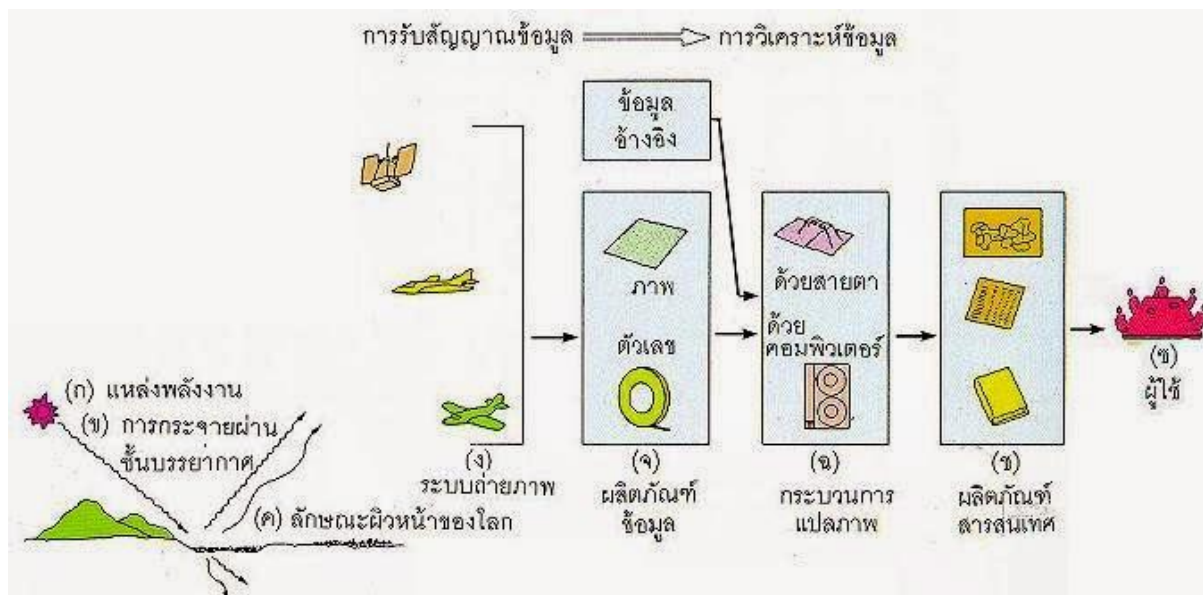 การรับสัญญาณข้อมูล
การวิเคราะห์ข้อมูล
ข้อมูล
อ้างอิง
ภาพ
ตัวเลข
ด้วยสายตา
ด้วย
คอมพิวเตอร์
(ก) แหล่งพลังงาน
(ข) การกระจายผ่าน
ชั้นบรรยากาศ
(ค) ลักษณะผิวหน้าของโลก
(ง)
ระบบถ่ายภาพ
(จ)
ผลิตภัณฑ์
ข้อมูล
(ฉ)
กระบวนการ
แปลภาพ
(ช)
ผลิตภัณฑ์
สารสนเทศ
(ซ)
ผู้ใช้